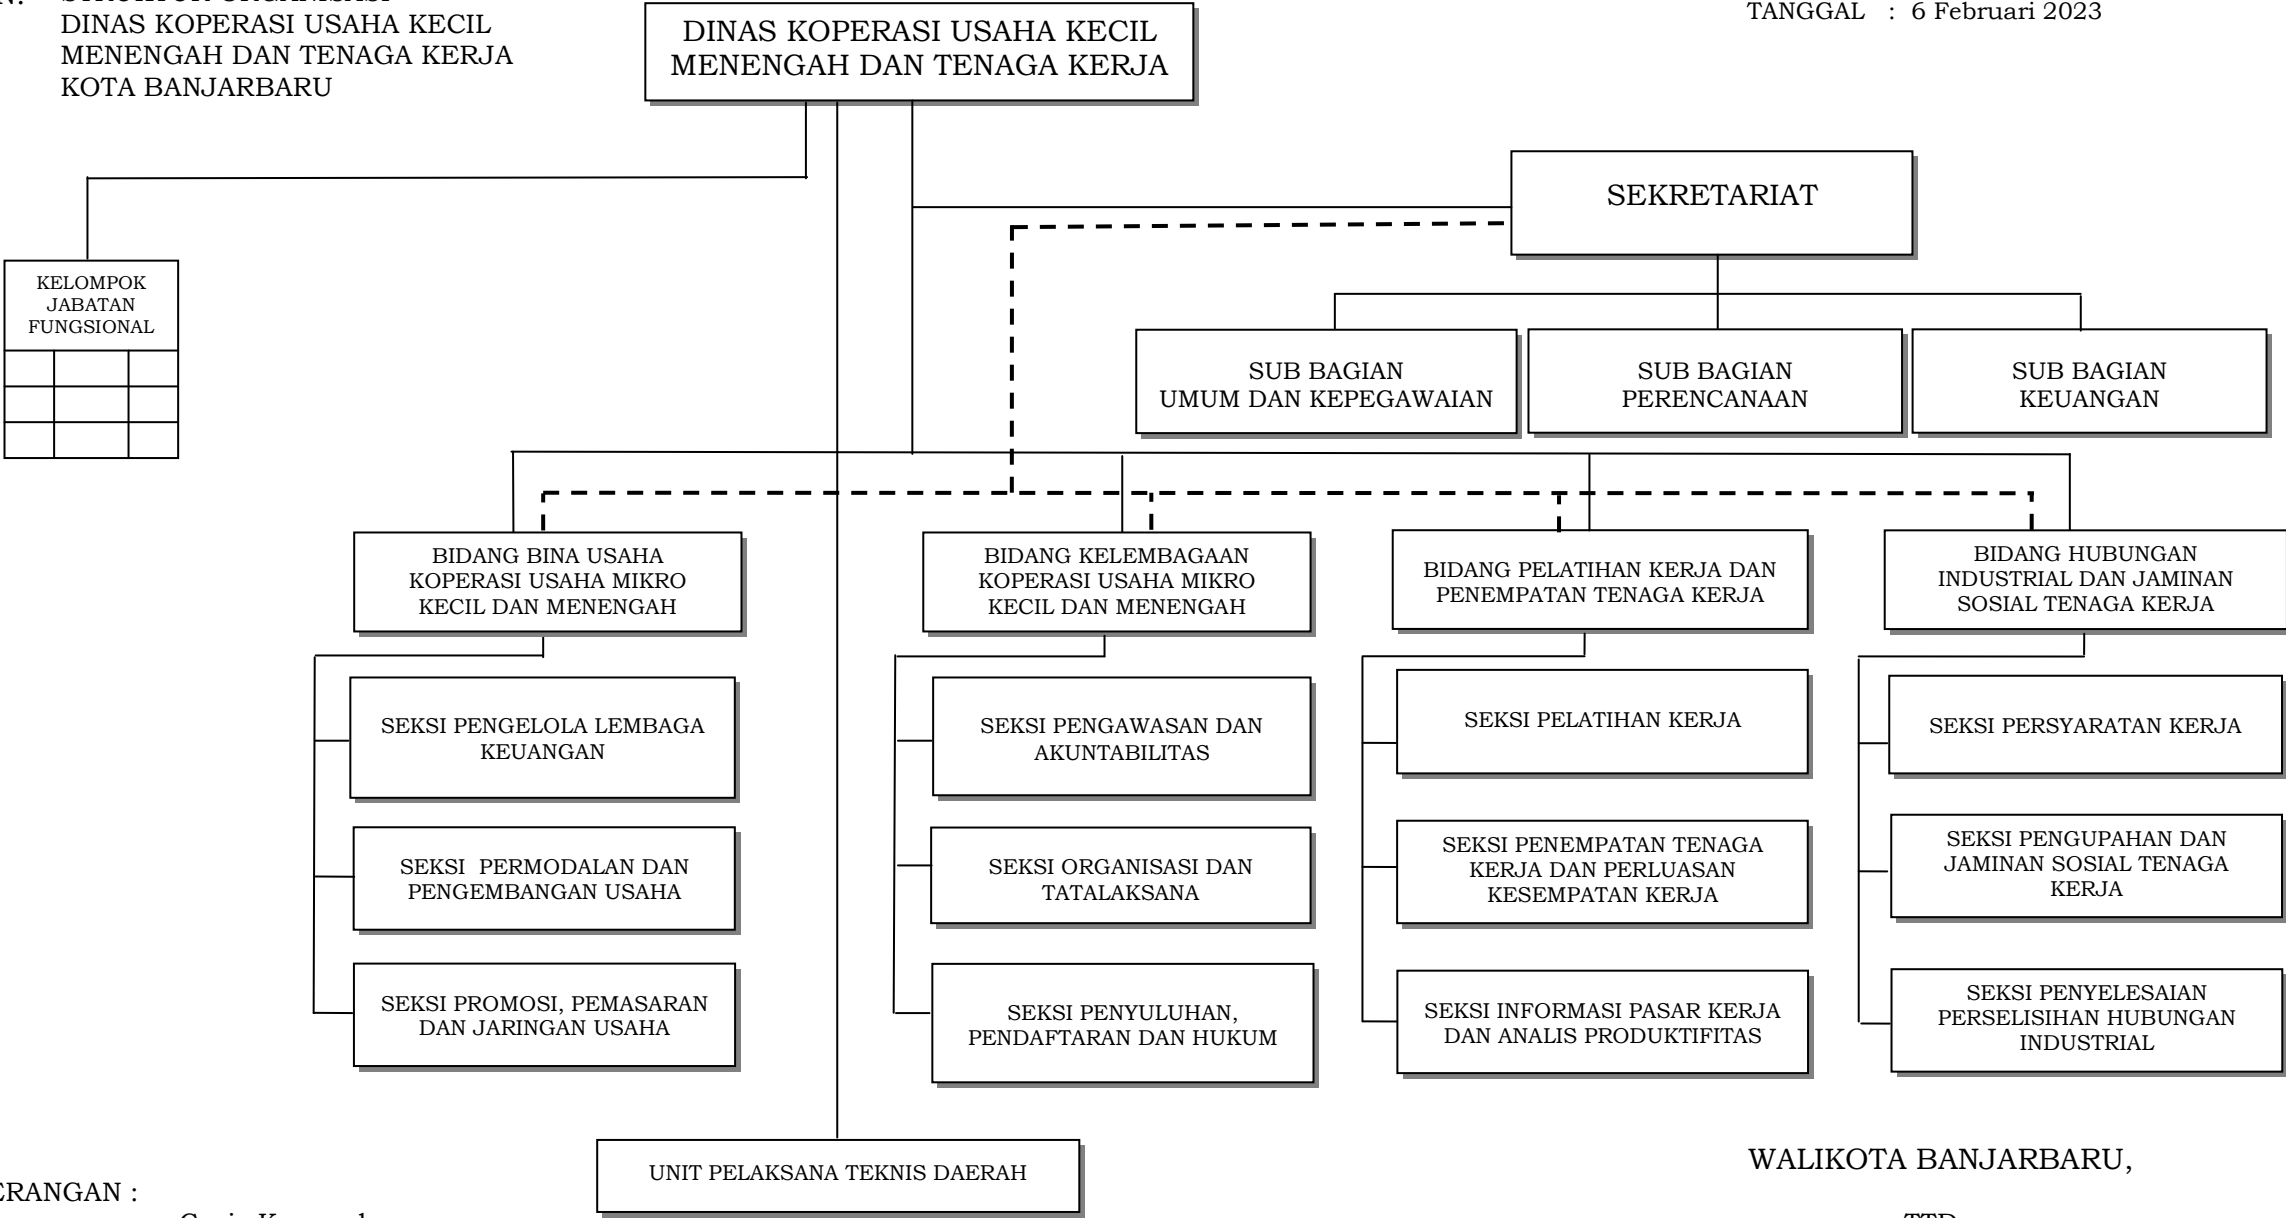 STRUKTUR ORGANISASI
DINAS KOPERASI USAHA KECIL
MENENGAH DAN TENAGA KERJA
KOTA BANJARBARU
DINAS KOPERASI USAHA KECIL
MENENGAH DAN TENAGA KERJA
TANGGAL : 6 Februari 2023
SEKRETARIAT
KELOMPOK
JABATAN
FUNGSIONAL
SUB BAGIAN
UMUM DAN KEPEGAWAIAN
SUB BAGIAN
PERENCANAAN
SUB BAGIAN
KEUANGAN
BIDANG BINA USAHA
KOPERASI USAHA MIKRO
KECIL DAN MENENGAH
BIDANG KELEMBAGAAN
KOPERASI USAHA MIKRO
KECIL DAN MENENGAH
BIDANG PELATIHAN KERJA DAN
PENEMPATAN TENAGA KERJA
BIDANG HUBUNGAN
INDUSTRIAL DAN JAMINAN
SOSIAL TENAGA KERJA
SEKSI PENGELOLA LEMBAGA
KEUANGAN
SEKSI PENGAWASAN DAN
AKUNTABILITAS
SEKSI PELATIHAN KERJA
SEKSI PERSYARATAN KERJA
SEKSI PERMODALAN DAN
PENGEMBANGAN USAHA
SEKSI ORGANISASI DAN
TATALAKSANA
SEKSI PENEMPATAN TENAGA
KERJA DAN PERLUASAN
KESEMPATAN KERJA
SEKSI PENGUPAHAN DAN
JAMINAN SOSIAL TENAGA
KERJA
SEKSI PROMOSI, PEMASARAN
DAN JARINGAN USAHA
SEKSI PENYULUHAN,
PENDAFTARAN DAN HUKUM
SEKSI INFORMASI PASAR KERJA
DAN ANALIS PRODUKTIFITAS
SEKSI PENYELESAIAN
PERSELISIHAN HUBUNGAN
INDUSTRIAL
UNIT PELAKSANA TEKNIS DAERAH
WALIKOTA BANJARBARU,
ERANGAN :